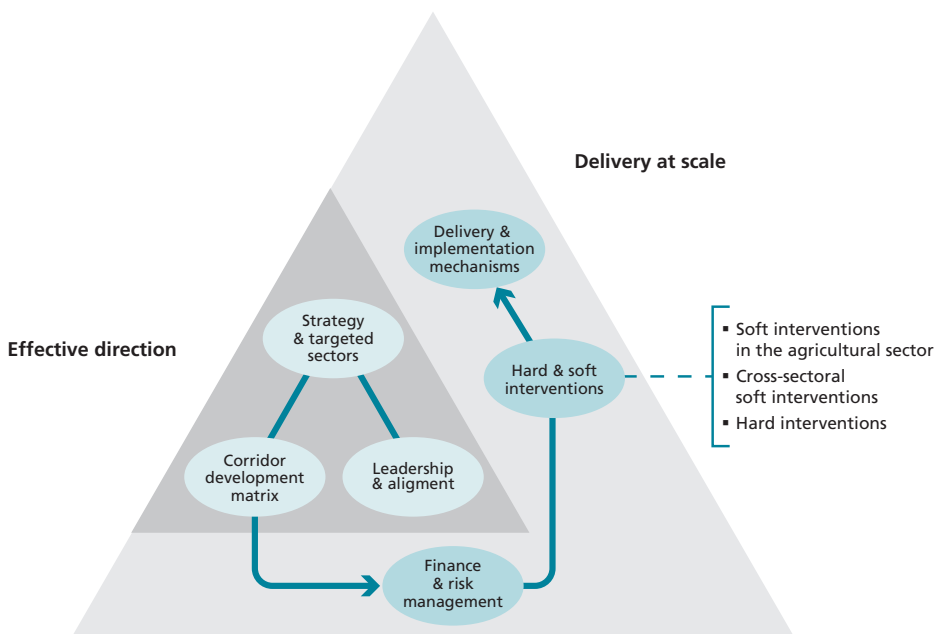 Delivery at scale
Delivery &
implementation
mechanisms
Strategy
& targeted
sectors
Effective direction
Hard & soft
interventions
▪ Soft interventions
in the agricultural sector
▪ Cross-sectoral
soft interventions
▪ Hard interventions
Corridor
development
matrix
Leadership
& aligment
Finance
& risk
management